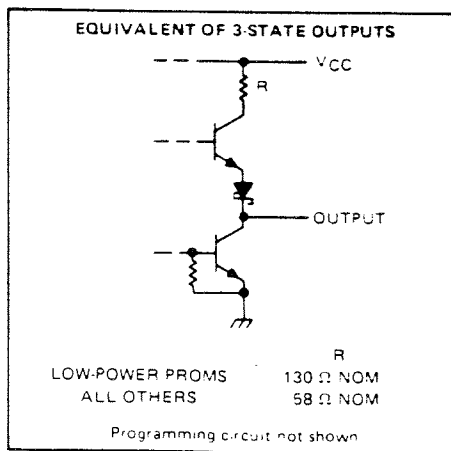 EQUIVALENT OF 3-STATE OUTPUTS
VCC
R
OUTPUT
R
LOW-POWER PROMS 130 Ω NOM
ALL OTHERS 58 Ω NOM
Programming circuit not shown